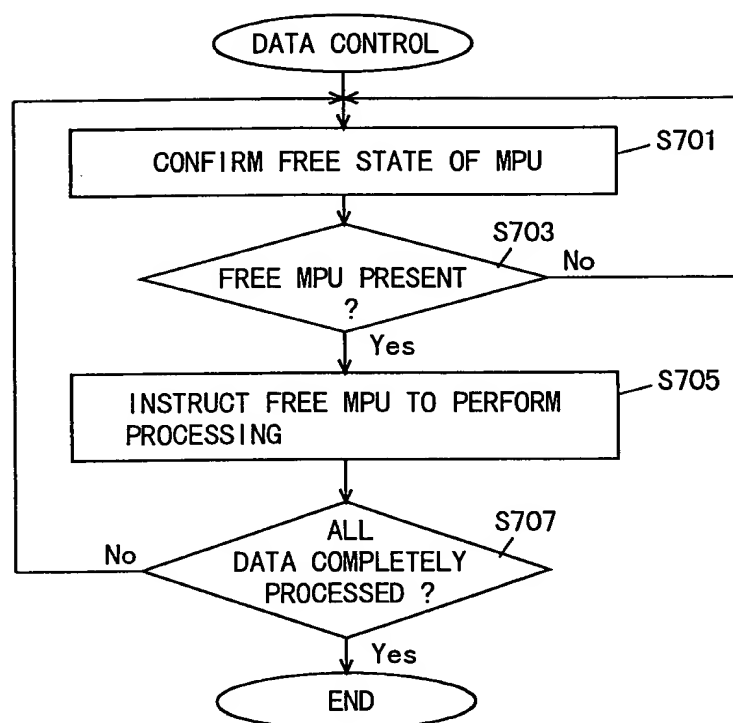 DATA CONTROL
CONFIRM FREE STATE OF MPU
S701
S703
FREE MPU PRESENT
?
No
Yes
INSTRUCT FREE MPU TO PERFORM
PROCESSING
S705
S707
ALL
DATA COMPLETELY
PROCESSED ?
No
Yes
END